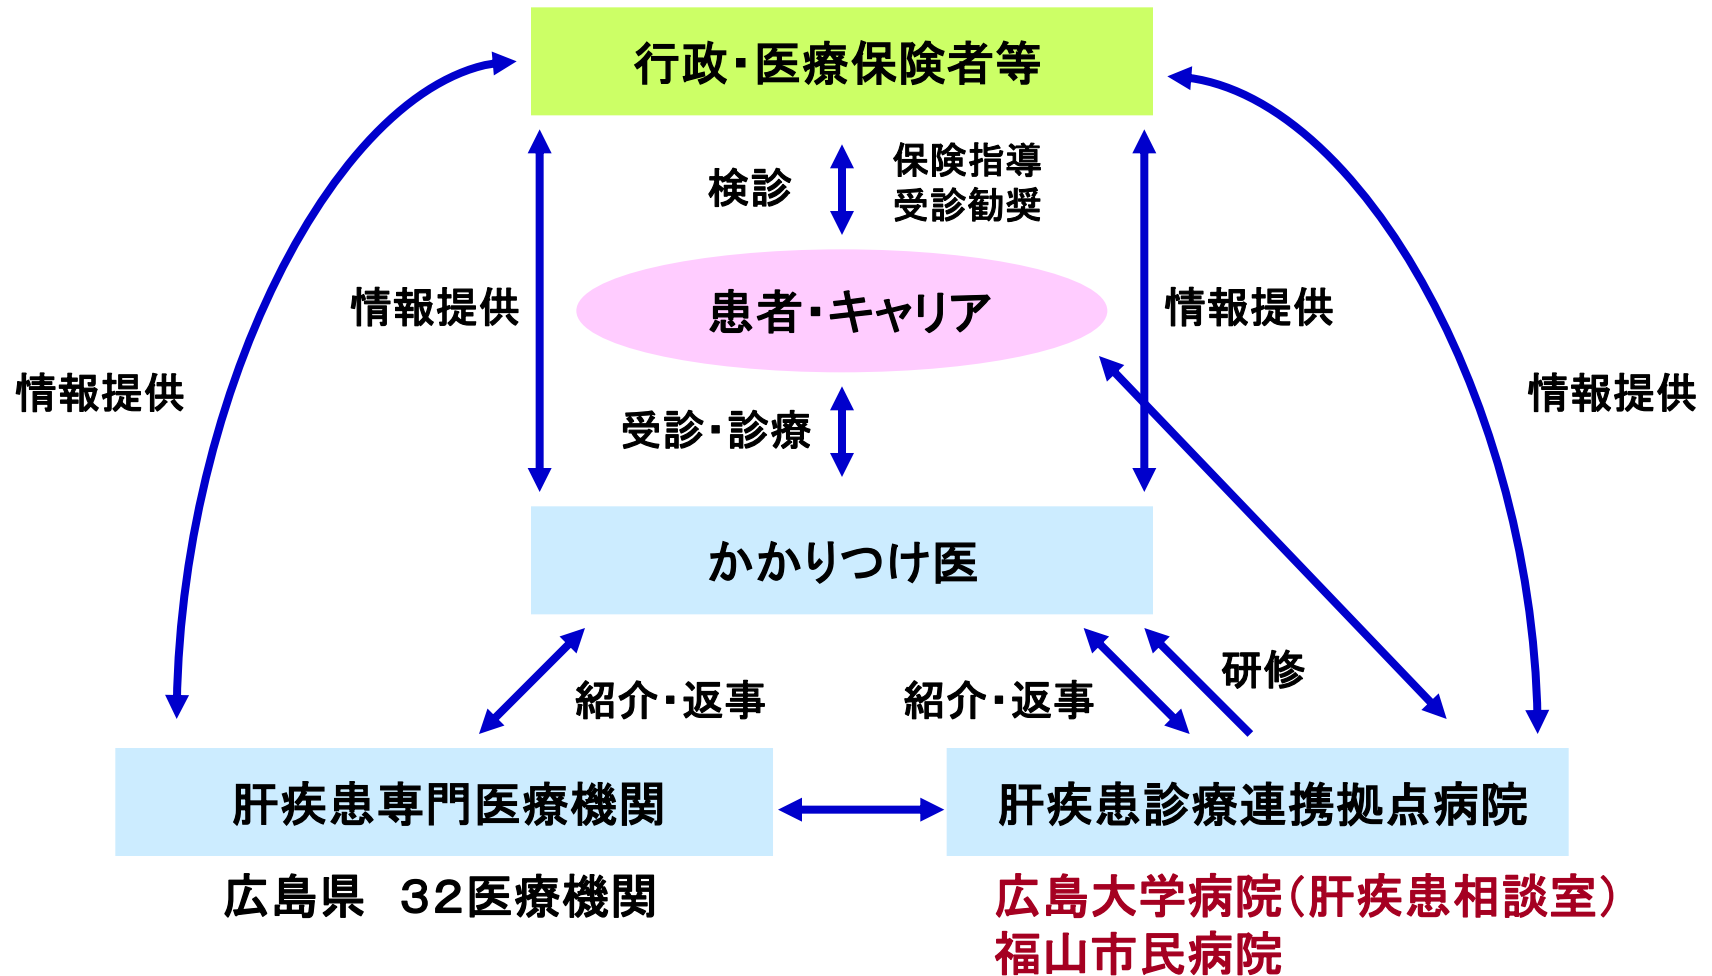 行政・医療保険者等
検診
保険指導
受診勧奨
情報提供
患者・キャリア
情報提供
情報提供
情報提供
受診・診療
かかりつけ医
紹介・返事
紹介・返事
研修
肝疾患専門医療機関
肝疾患診療連携拠点病院
広島県　32医療機関
広島大学病院(肝疾患相談室)
福山市民病院